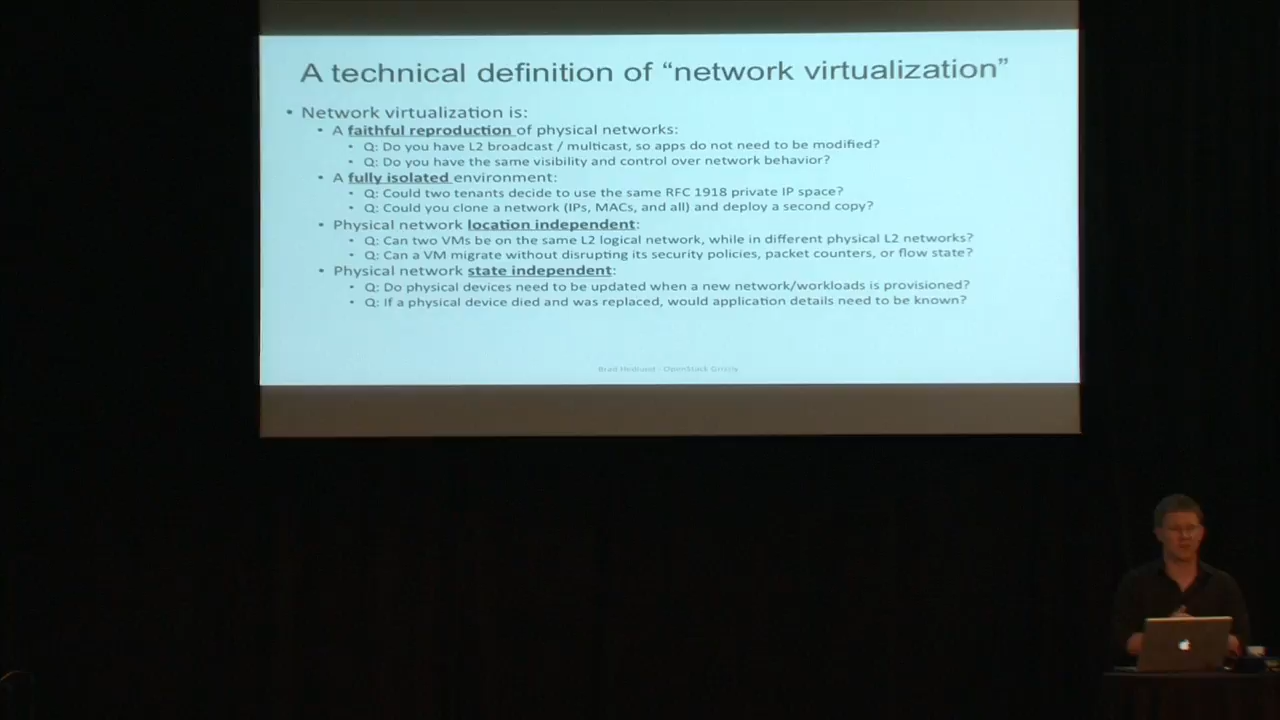 A technical definition of “network virtualization”
• Network virtualization is:
• A faithful reproduction of physical networks:
• Q: Do you have L2 broadcast / multicast, so apps do not need to be modified?
• Q: Do you have the same visibility and control over network behavior?
• A fully isolated environment:
• Q: Could two tenants decide to use the same RFC 1918 private IP space?
• Q: Could you clone a network (IPs, MACs, and all) and deploy a second copy?
• Physical network location independent:
• Q: Can two VMs be on the same L2 logical network, while in different physical L2 networks?
• Q: Can a VM migrate without disrupting its security policies, packet counters, or flow state?
• Physical network state independent:
• Q: Do physical devices need to be updated when a new network/workloads is provisioned?
• Q: If a physical device died and was replaced, would application details need to be known?
Brad - OpenStack Grizzly